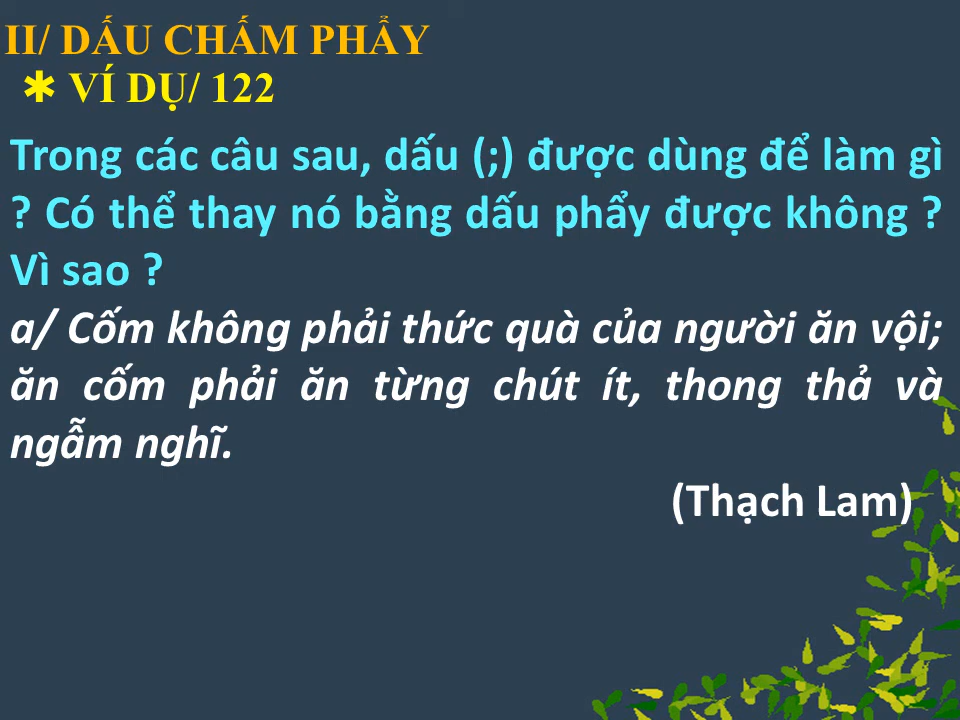 II/ DẤU CHẤM PHẨY
✱ VÍ DỤ/ 122
Trong các câu sau, dấu (;) được dùng để làm gì
? Có thể thay nó bằng dấu phẩy được không ?
Vì sao ?
a/ Cốm không phải thức quà của người ăn vội;
ăn cốm phải ăn từng chút ít, thong thả và
ngẫm nghĩ.
(Thạch Lam)